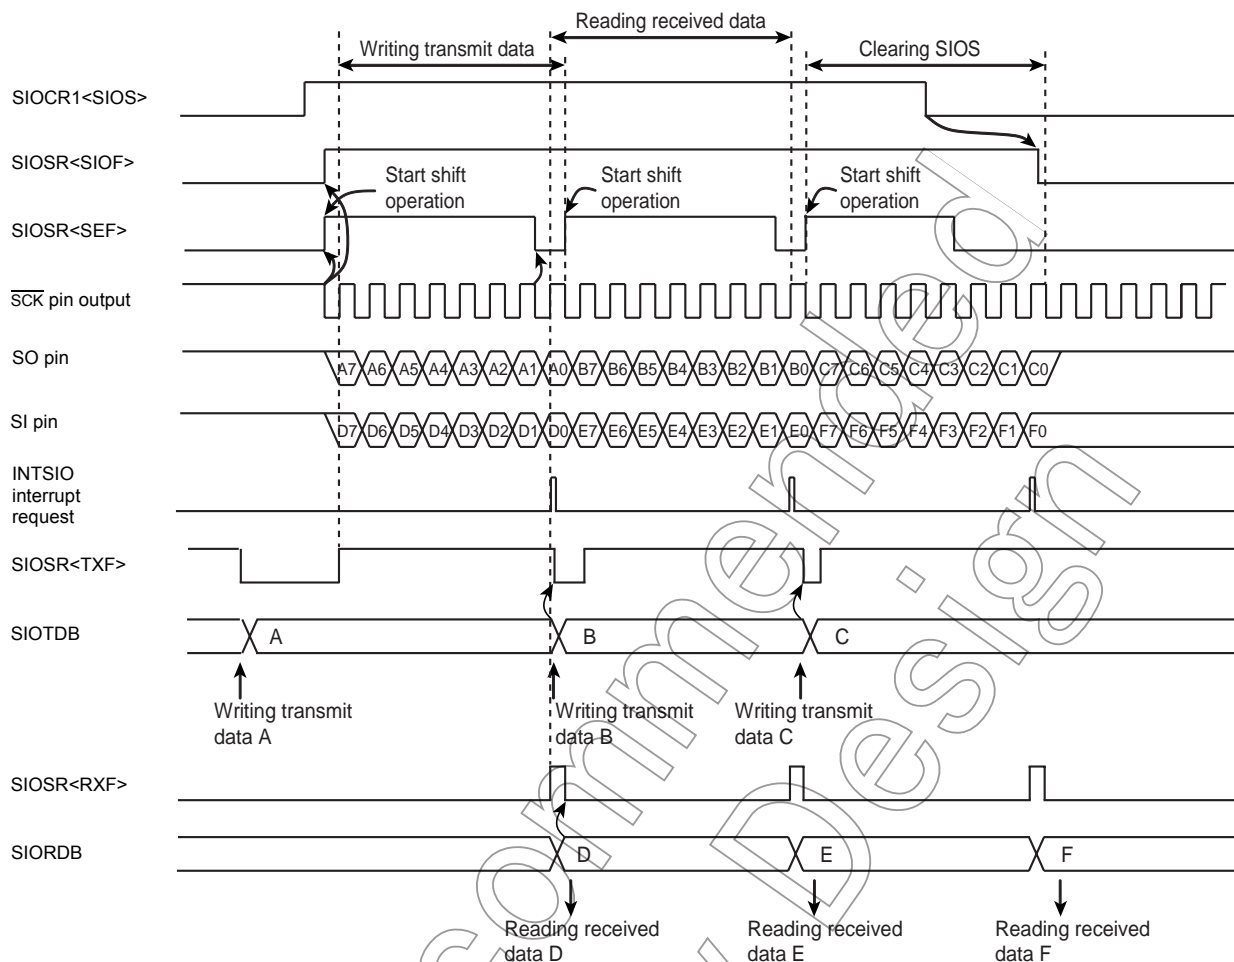 Reading received data
Writing transmit data
Clearing SIOS
SIOCR1<SIOS>
SIOSR<SIOF>
Start shift
operation
Start shift
operation
Start shift
operation
SIOSR<SEF>
SCK pin output
SO pin
A7 A6 A5 A4 A3 A2 A1 A0 B7 B6 B5 B4 B3 B2 B1 B0 C7 C6 C5 C4 C3 C2 C1 C0
SI pin
D7 D6 D5 D4 D3 D2 D1 D0 E7 E6 E5 E4 E3 E2 E1 E0 F7 F6 F5 F4 F3 F2 F1 F0
INTSIO
interrupt
request
SIOSR<TXF>
SIOTDB
A
B
C
Writing transmit
data A
Writing transmit
data B
Writing transmit
data C
SIOSR<RXF>
SIORDB
D
E
F
Reading received
data D
Reading received
data E
Reading received
data F
ommended
Design